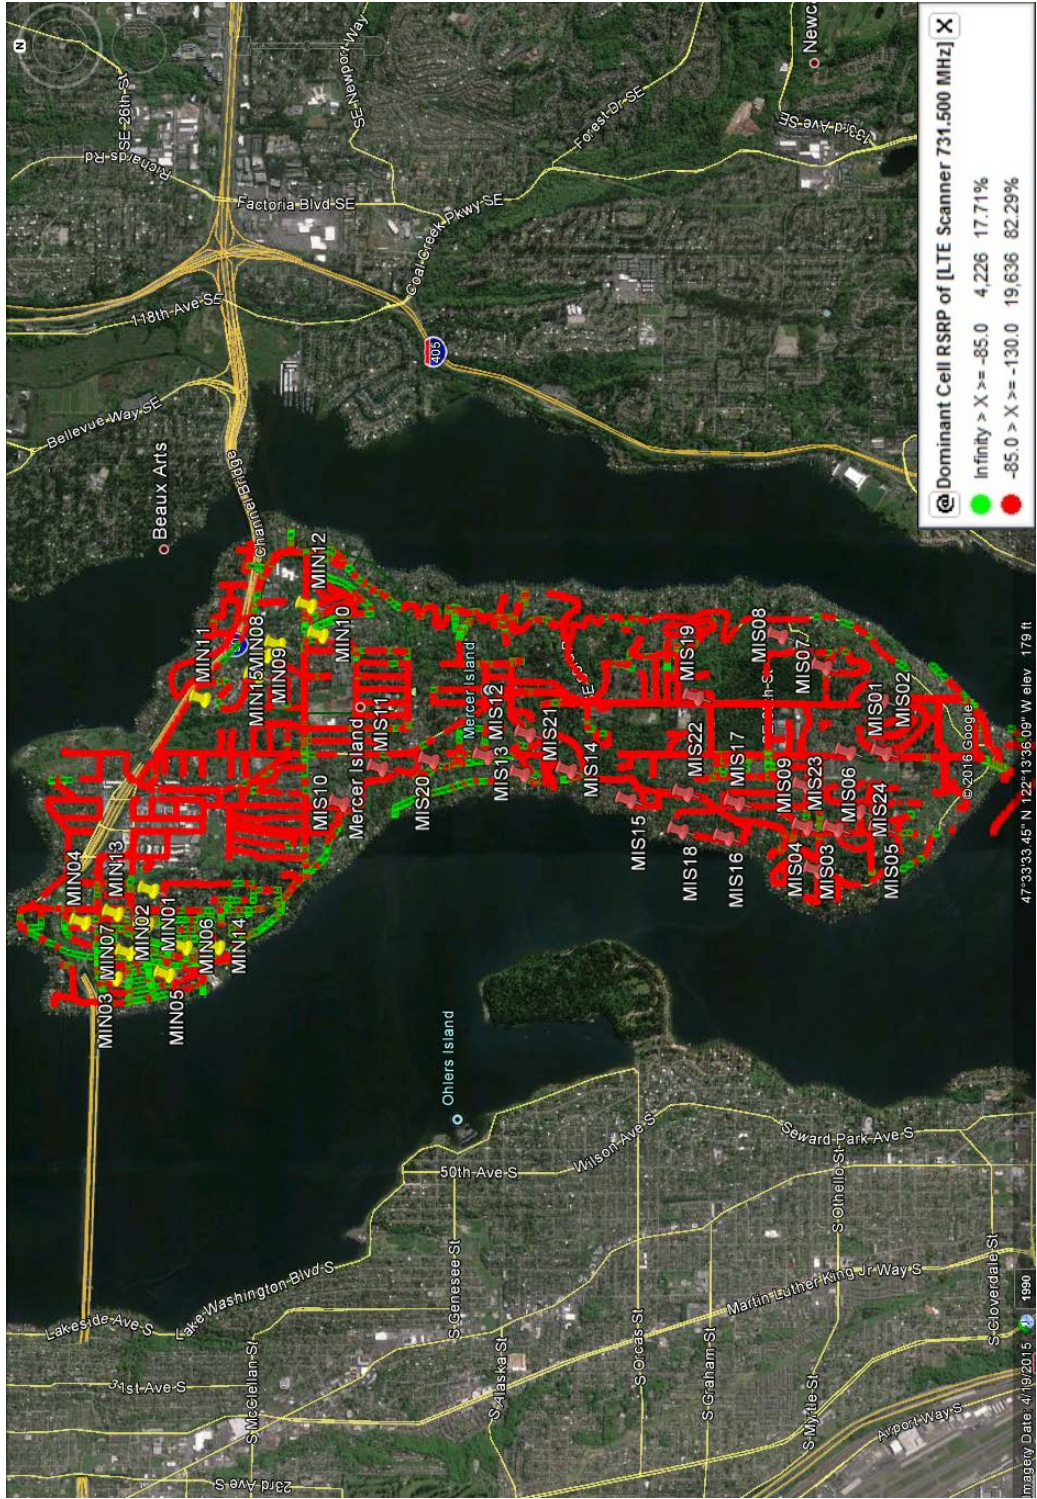 @ Dominant Cell RSRP of [LTE Scanner 731.500 MHz] X
Infinity > X >= -85.0 4,226 17.71%
-85.0 > X >= -130.0 19,636 82.29%
N
SE 26th St
Richards Rd
SE Newport Way
Factoria Blvd SE
Forest Dr SE
Newc
133rd Ave SE
Coal Creek Pkwy SE
118th Ave SE
405
Bellevue Way SE
Beaux Arts
Channel Bridge
MIN12
MIN11
MIN08
MIN15
MIN09
MIN10
Mercer Island
MIS11
MIS10
Mercer Island
MIS12
MIS13
MIS20
MIS21
MIS14
MIS19
MIS08
MIS07
MIS01
MIS02
MIS22
MIS17
MIS15
MIS18
MIS16
MIS09
MIS23
MIS06
MIS24
MIS04
MIS03
MIS05
MIN04
MIN13
MIN07
MIN02
MIN01
MIN06
MIN14
MIN03
MIN05
Ohlers Island
50th Ave S
Wilson Ave S
Seward Park Ave S
S Othello St
S Genesee St
Lake Washington Blvd S
Lakeside Ave S
S McClellan St
31st Ave S
23rd Ave S
S Alaska St
S Orcas St
S Graham St
Martin Luther King Jr Way S
S Myrtle St
S Cloverdale St
Airport Way S
© 2016 Google
magery Date: 4/19/2015 1990
47°33'33.45" N 122°13'36.09" W elev 179 ft